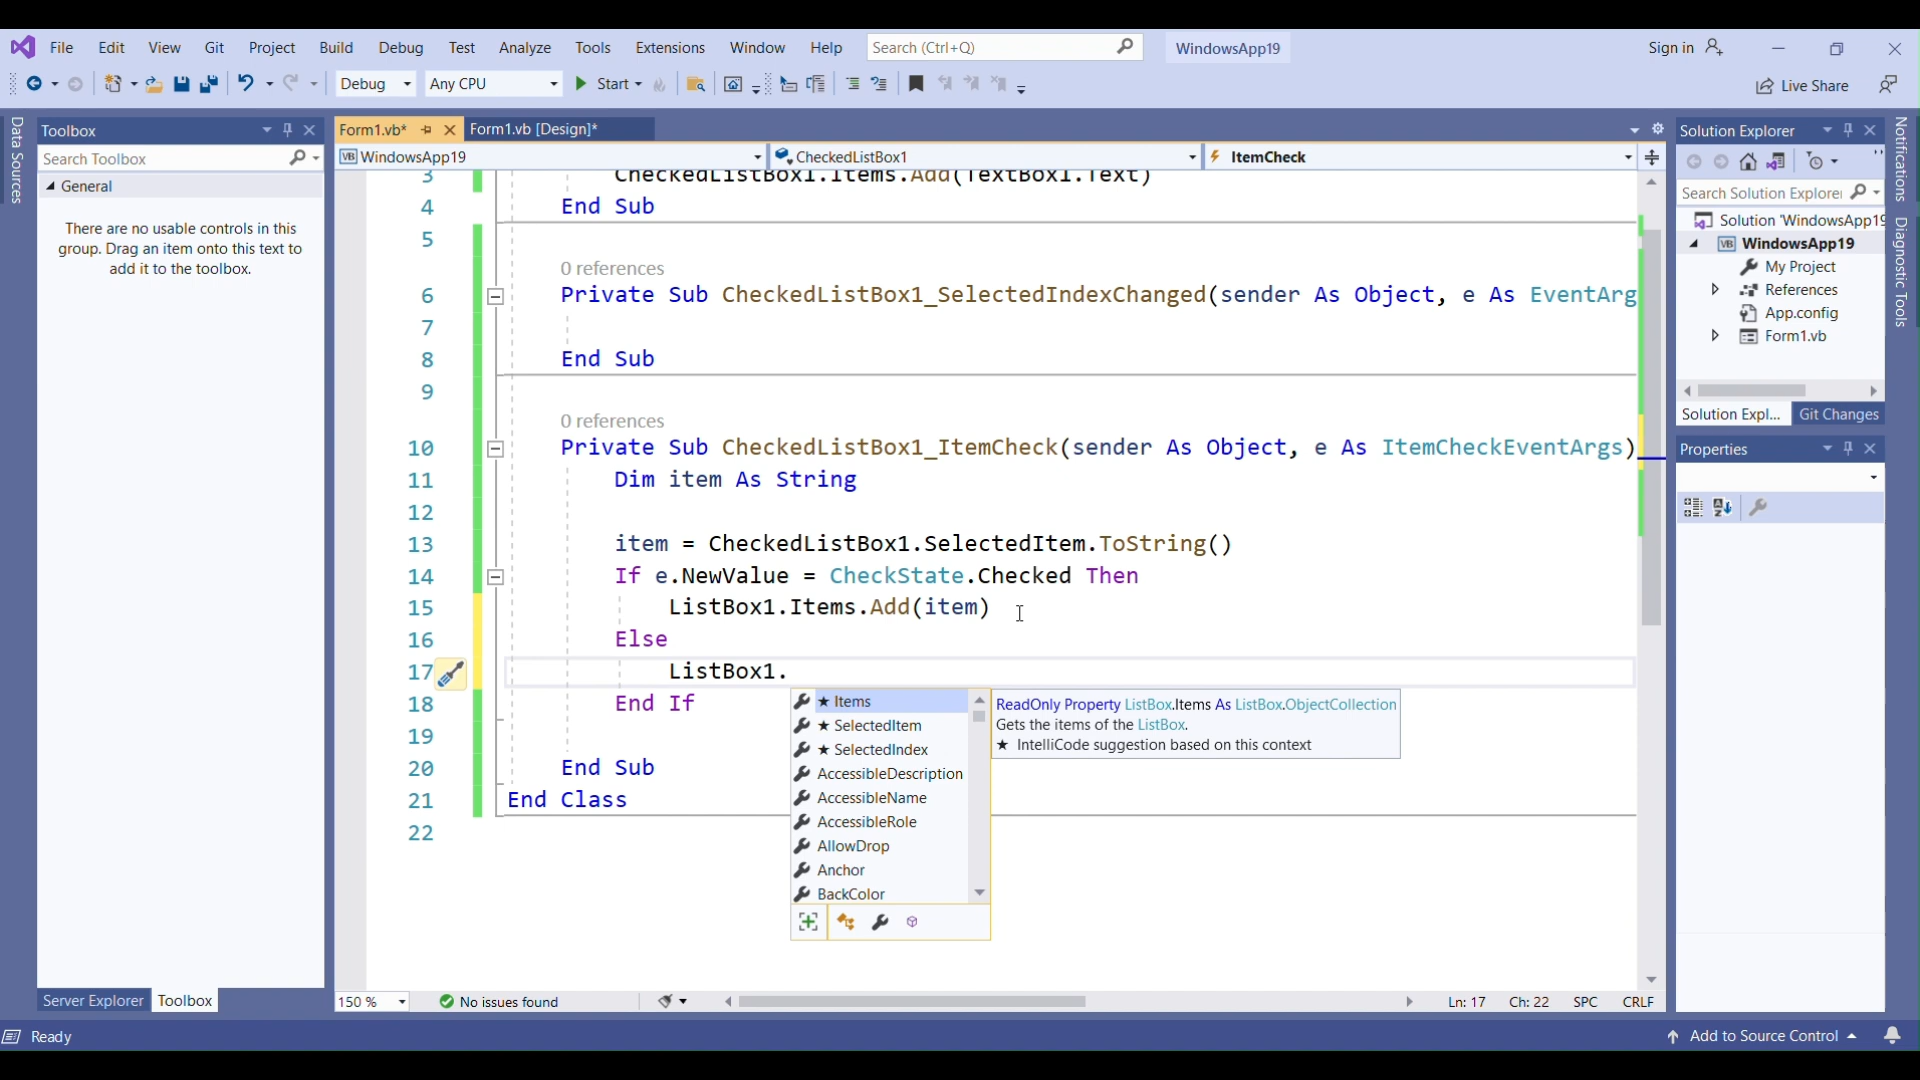 File Edit View Git Project Build Debug Test Analyze Tools Extensions Window Help Search (Ctrl+Q) WindowsApp19 Sign in
Debug Any CPU Start Live Share
Data Sources
Toolbox
Search Toolbox
General
There are no usable controls in this
group. Drag an item onto this text to
add it to the toolbox.
Server Explorer Toolbox
Form1.vb* Form1.vb [Design]*
VB WindowsApp19 CheckedListBox1 ItemCheck
3 CheckedListBox1.Items.Add(TextBox1.Text)
4 End Sub
5
0 references
6 Private Sub CheckedListBox1_SelectedIndexChanged(sender As Object, e As EventArg
7
8 End Sub
9
0 references
10 Private Sub CheckedListBox1_ItemCheck(sender As Object, e As ItemCheckEventArgs)
11 Dim item As String
12
13 item = CheckedListBox1.SelectedItem.ToString()
14 If e.NewValue = CheckState.Checked Then
15 ListBox1.Items.Add(item)
16 Else
17 ListBox1.
18 End If
19
20 End Sub
21 End Class
22
★ Items
★ SelectedItem
★ SelectedIndex
AccessibleDescription
AccessibleName
AccessibleRole
AllowDrop
Anchor
BackColor
ReadOnly Property ListBox.Items As ListBox.ObjectCollection
Gets the items of the ListBox.
★ IntelliCode suggestion based on this context
150 % No issues found Ln: 17 Ch: 22 SPC CRLF
Solution Explorer
Search Solution Explorer
Solution 'WindowsApp19
VB WindowsApp19
My Project
References
App.config
Form1.vb
Solution Expl... Git Changes
Properties
Notifications
Diagnostic Tools
Ready Add to Source Control